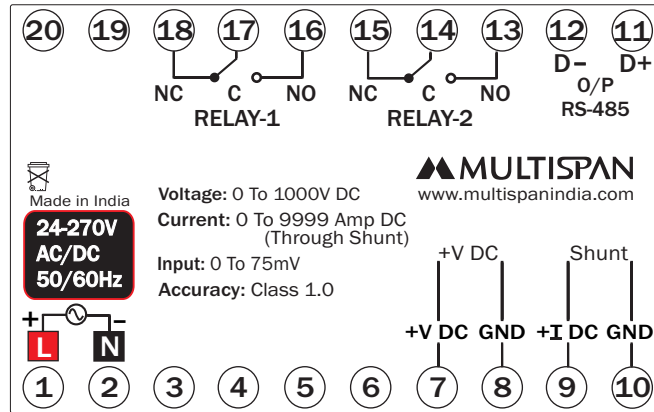 20 19 18 17 16 15 14 13 12 11
D– D+
NC C NO NC C NO O/P
RELAY-1 RELAY-2 RS-485
MULTISPAN
www.multispanindia.com
Made in India
24-270V
AC/DC
50/60Hz
Voltage: 0 To 1000V DC
Current: 0 To 9999 Amp DC
(Through Shunt)
Input: 0 To 75mV
Accuracy: Class 1.0
+V DC Shunt
+ –
L N
+V DC GND +I DC GND
1 2 3 4 5 6 7 8 9 10